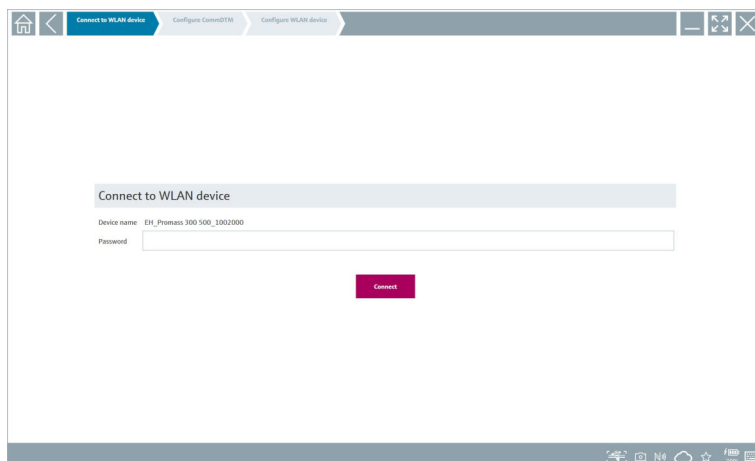 Connect to WLAN device
Configure CommDTM
Configure WLAN device
Connect to WLAN device
Device name EH_Promass 300 500_1002000
Password
Connect